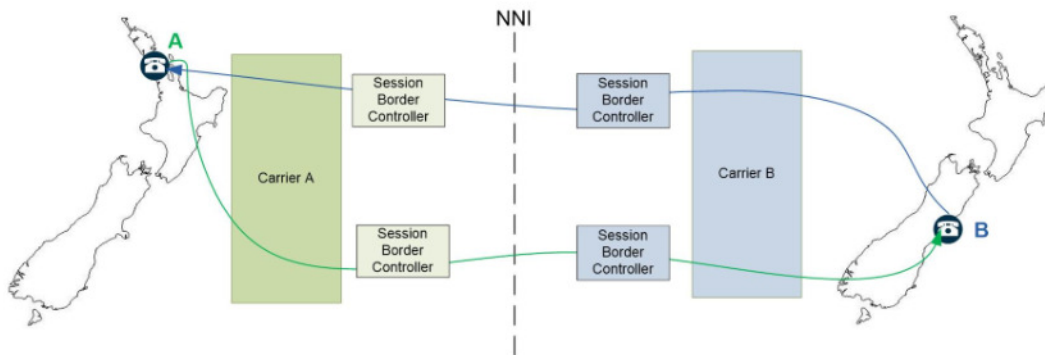 NNI
A
Session
Border
Controller
Session
Border
Controller
Carrier A
Carrier B
Session
Border
Controller
Session
Border
Controller
B